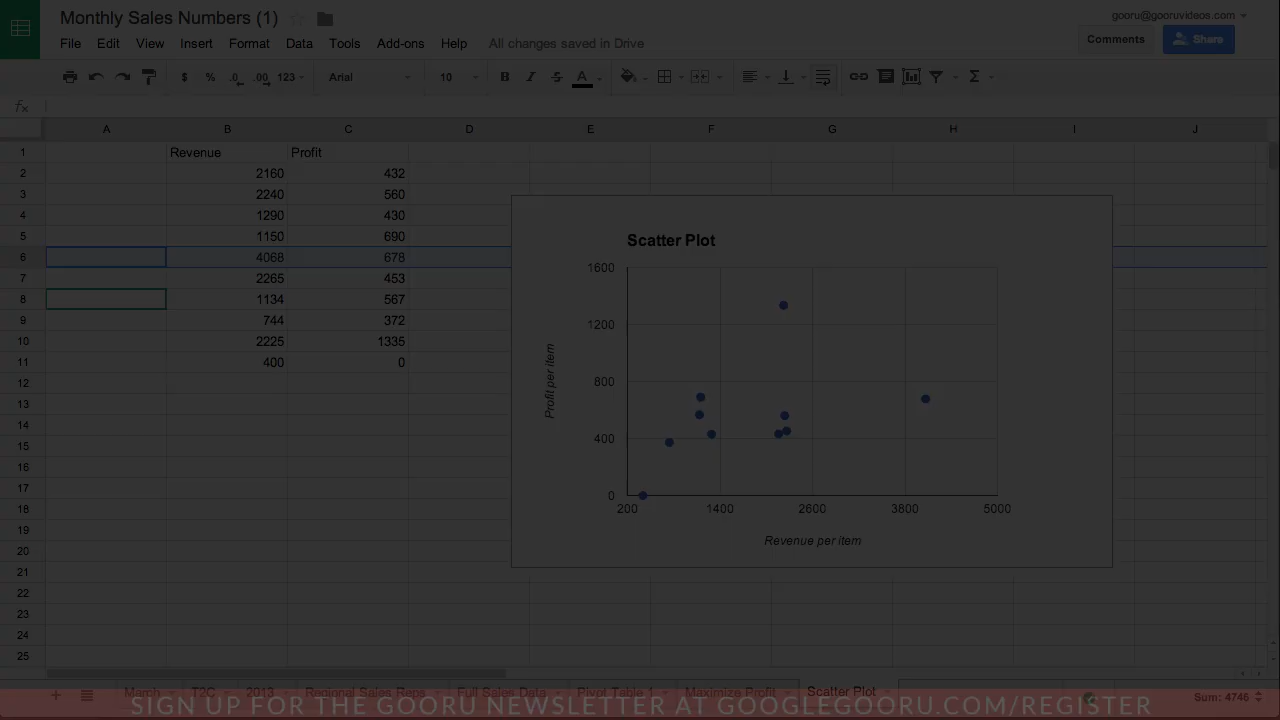 Monthly Sales Numbers (1)
gooru@gooruvideos.com
File Edit View Insert Format Data Tools Add-ons Help All changes saved in Drive
Comments Share
$ % .0 .00 123 Arial 10 B I S A Σ
fx
A B C D E F G H I J
1 Revenue Profit
2 2160 432
3 2240 560
4 1290 430
5 1150 690
6 4068 678
7 2265 453
8 1134 567
9 744 372
10 2225 1335
11 400 0
12
13
14
15
16
17
18
19
20
21
22
23
24
25
Scatter Plot
1600
1200
800
400
0
Profit per item
200 1400 2600 3800 5000
Revenue per item
March T2C 2013 Regional Sales Reps Full Sales Data Pivot Table 1 Maximize Profit Scatter Plot Sum: 4746
SIGN UP FOR THE GOORU NEWSLETTER AT GOOGLEGOORU.COM/REGISTER